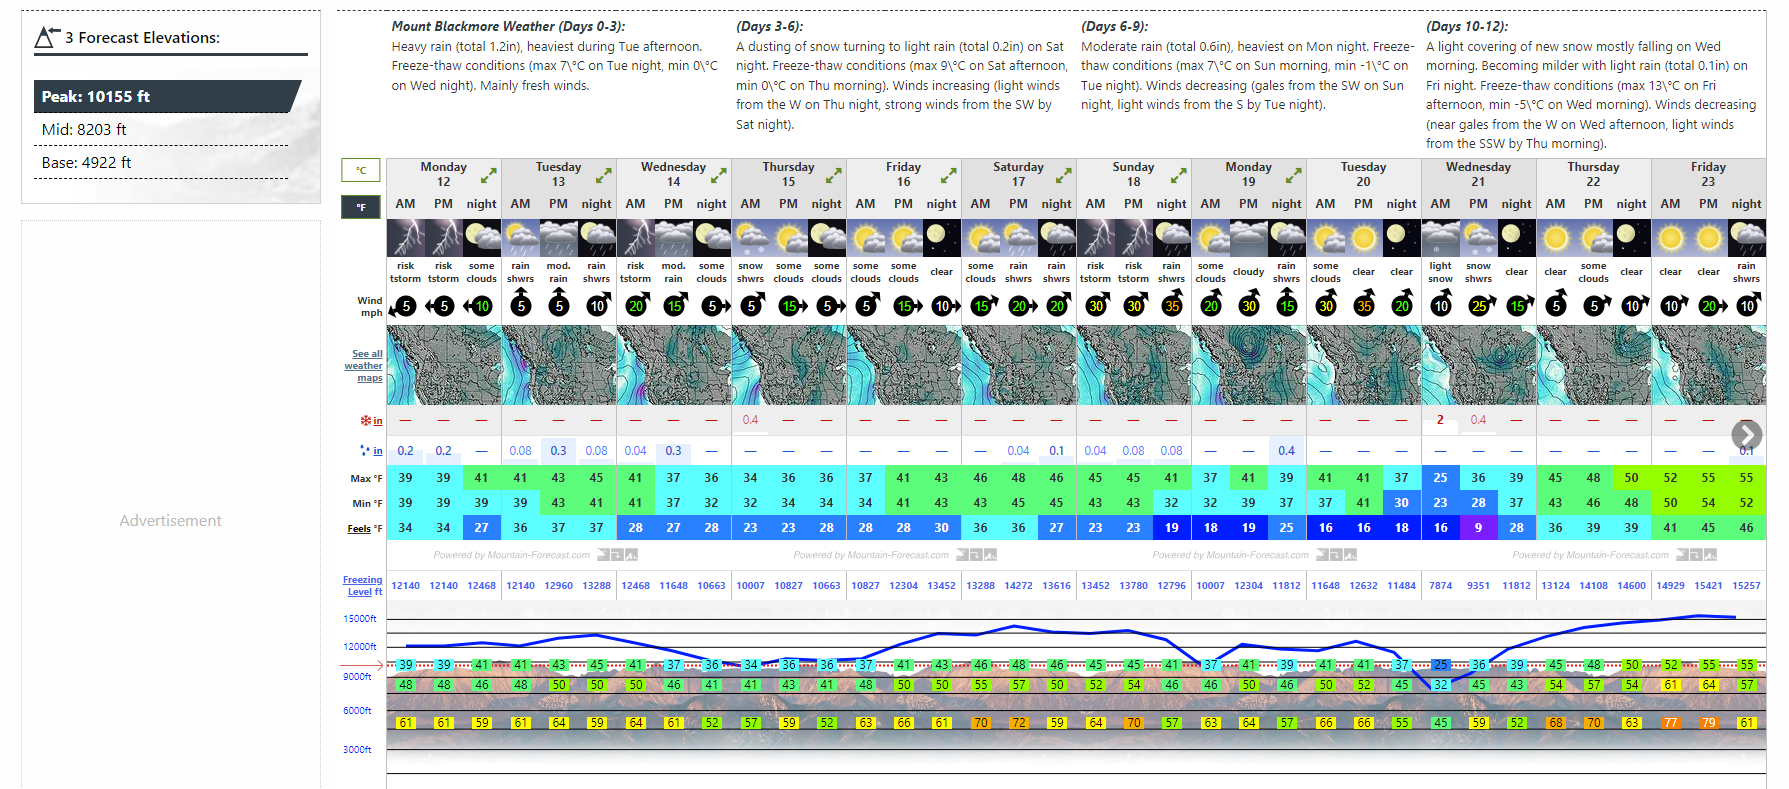 3 Forecast Elevations:
Peak: 10155 ft
Mid: 8203 ft
Base: 4922 ft
Advertisement
Mount Blackmore Weather (Days 0-3):
Heavy rain (total 1.2in), heaviest during Tue afternoon.
Freeze-thaw conditions (max 7\°C on Tue night, min 0\°C
on Wed night). Mainly fresh winds.
(Days 3-6):
A dusting of snow turning to light rain (total 0.2in) on Sat
night. Freeze-thaw conditions (max 9\°C on Sat afternoon,
min 0\°C on Thu morning). Winds increasing (light winds
from the W on Thu night, strong winds from the SW by
Sat night).
(Days 6-9):
Moderate rain (total 0.6in), heaviest on Mon night. Freeze-
thaw conditions (max 7\°C on Sun morning, min -1\°C on
Tue night). Winds decreasing (gales from the SW on Sun
night, light winds from the S by Tue night).
(Days 10-12):
A light covering of new snow mostly falling on Wed
morning. Becoming milder with light rain (total 0.1in) on
Fri night. Freeze-thaw conditions (max 13\°C on Fri
afternoon, min -5\°C on Wed morning). Winds decreasing
(near gales from the W on Wed afternoon, light winds
from the SSW by Thu morning).
°C
°F
Monday Tuesday Wednesday Thursday Friday Saturday Sunday Monday Tuesday Wednesday Thursday Friday
12 13 14 15 16 17 18 19 20 21 22 23
AM PM night AM PM night AM PM night AM PM night AM PM night AM PM night AM PM night AM PM night AM PM night AM PM night AM PM night AM PM night
risk tstorm risk tstorm some clouds rain shwrs mod. rain rain shwrs risk tstorm mod. rain some clouds snow shwrs some clouds some clouds some clouds some clouds clear some clouds rain shwrs rain shwrs risk tstorm risk tstorm rain shwrs some clouds cloudy rain shwrs some clouds clear clear light snow snow shwrs clear clear some clouds clear clear clear rain shwrs
Wind mph 5 5 10 5 5 10 20 15 5 5 15 5 5 15 10 15 20 20 30 30 35 20 30 15 30 35 20 10 25 15 5 5 10 10 20 10
See all
weather
maps
in — — — — — — — — — 0.4 — — — — — — — — — — — — — — — — — 2 0.4 — — — — — — —
in 0.2 0.2 — 0.08 0.3 0.08 0.04 0.3 — — — — — — — — 0.04 0.1 0.04 0.08 0.08 — — 0.4 — — — — — — — — — — — 0.1
Max °F 39 39 41 41 43 45 41 37 36 34 36 36 37 41 43 46 48 46 45 45 41 37 41 39 41 41 37 25 36 39 45 48 50 52 55 55
Min °F 39 39 39 39 43 41 41 37 32 32 36 34 34 41 43 43 45 45 43 43 32 32 39 37 37 41 30 23 28 37 43 46 48 50 54 52
Feels °F 34 34 27 36 37 37 28 27 28 23 23 28 28 28 30 36 36 27 23 23 19 18 19 25 16 16 18 16 9 28 36 39 39 41 45 46
Powered by Mountain-Forecast.com Powered by Mountain-Forecast.com Powered by Mountain-Forecast.com Powered by Mountain-Forecast.com
Freezing
Level ft 12140 12140 12468 12140 12960 13288 12468 11648 10663 10007 10827 10663 10827 12304 13452 13288 14272 13616 13452 13780 12796 10007 12304 11812 11648 12632 11484 7874 9351 11812 13124 14108 14600 14929 15421 15257
15000ft
12000ft
39 39 41 41 43 45 41 37 36 34 36 36 37 41 43 46 48 46 45 45 41 37 41 39 41 41 37 25 36 39 45 48 50 52 55 55
9000ft
48 48 46 48 50 50 50 46 41 41 43 41 48 50 50 55 57 50 52 54 46 46 50 46 50 52 45 32 45 43 54 57 54 61 64 57
6000ft
61 61 59 61 64 59 64 61 52 57 59 52 63 66 61 70 72 59 64 70 57 63 64 57 66 66 55 45 59 52 68 70 63 77 79 61
3000ft